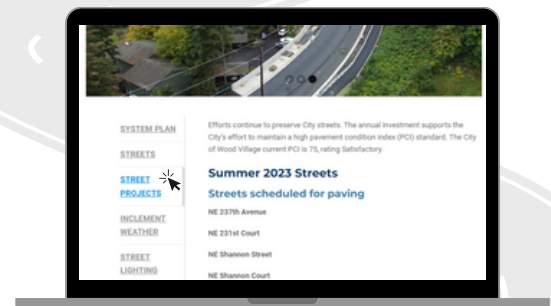 SYSTEM PLAN
STREETS
STREET
PROJECTS
INCLEMENT
WEATHER
STREET
LIGHTING
Efforts continue to preserve City streets. The annual investment supports the
City's effort to maintain a high pavement condition index (PCI) standard. The City
of Wood Village current PCI is 75, rating Satisfactory.
Summer 2023 Streets
Streets scheduled for paving
NE 237th Avenue
NE 231st Court
NE Shannon Street
NE Shannon Court